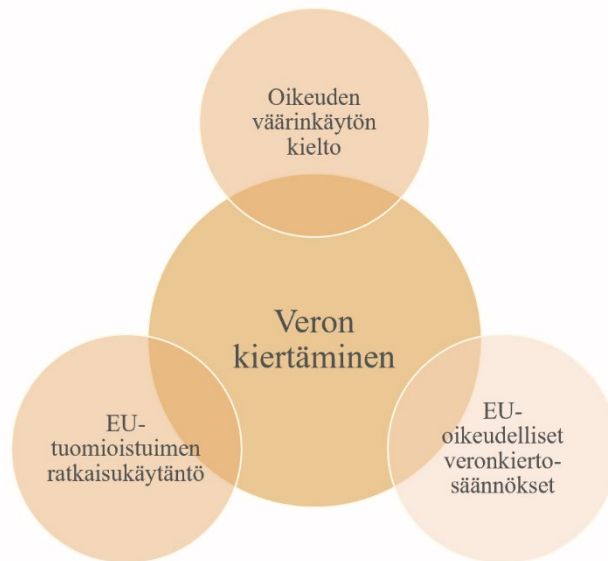 Oikeuden
väärinkäytön
kielto
Veron
kiertäminen
EU-
tuomioistuimen
ratkaisukäytäntö
EU-
oikeudelliset
veronkierto-
säännökset